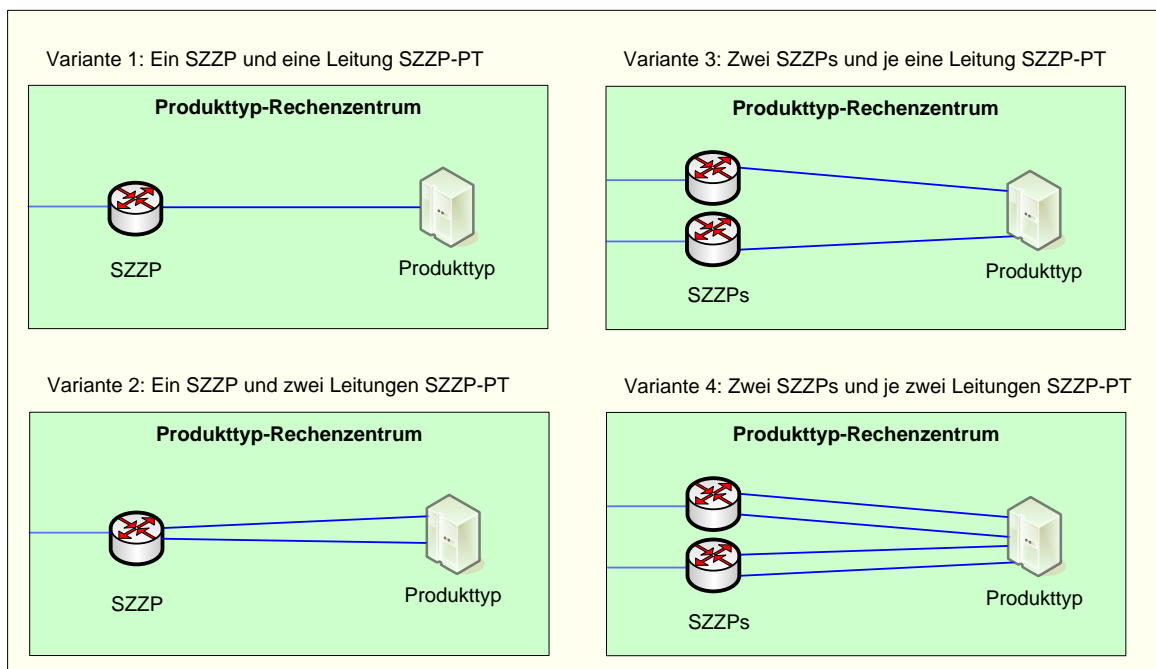 Variante 1: Ein SZZP und eine Leitung SZZP-PT
Produkttyp-Rechenzentrum
SZZP
Produkttyp
Variante 3: Zwei SZZPs und je eine Leitung SZZP-PT
Produkttyp-Rechenzentrum
SZZPs
Produkttyp
Variante 2: Ein SZZP und zwei Leitungen SZZP-PT
Produkttyp-Rechenzentrum
SZZP
Produkttyp
Variante 4: Zwei SZZPs und je zwei Leitungen SZZP-PT
Produkttyp-Rechenzentrum
SZZPs
Produkttyp